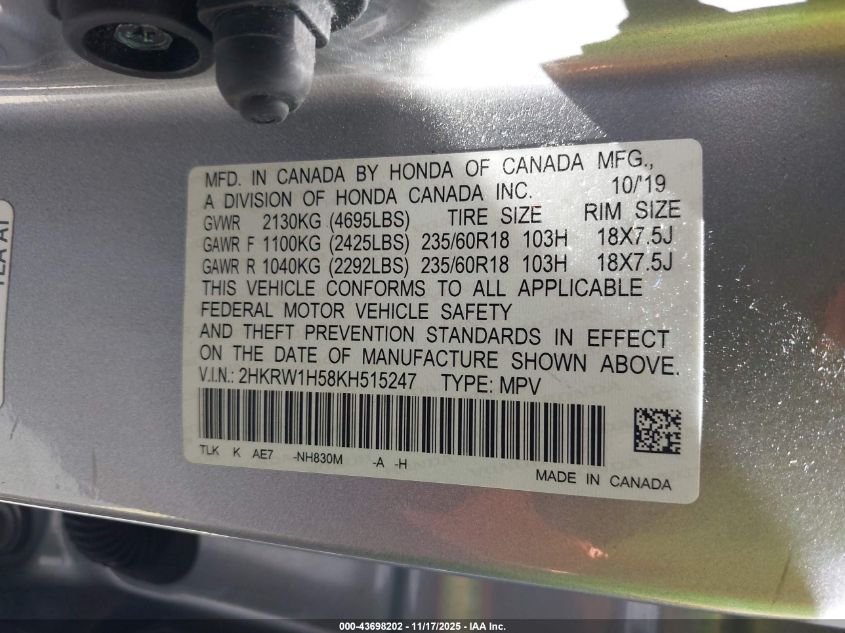 MFD. IN CANADA BY HONDA OF CANADA MFG.,
A DIVISION OF HONDA CANADA INC. 10/'19
GVWR 2130KG (4695LBS) TIRE SIZE RIM SIZE
GAWR F 1100KG (2425LBS) 235/60R18 103H 18X7.5J
GAWR R 1040KG (2292LBS) 235/60R18 103H 18X7.5J
THIS VEHICLE CONFORMS TO ALL APPLICABLE
FEDERAL MOTOR VEHICLE SAFETY
AND THEFT PREVENTION STANDARDS IN EFFECT
ON THE DATE OF MANUFACTURE SHOWN ABOVE.
V.I.N.: 2HKRW1H58KH515247 TYPE: MPV
TLK K AE7 -NH830M -A -H
MADE IN CANADA
000-43698202 - 11/17/2025 - IAA Inc.